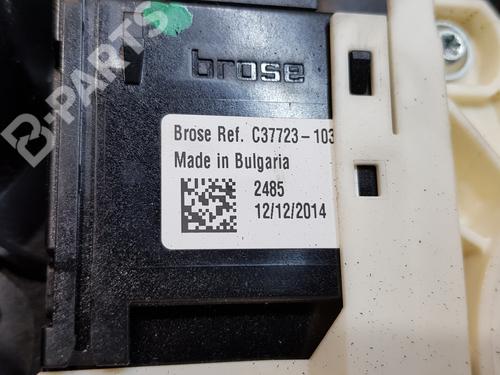 B-PARTS
brose
Brose Ref. C37723-103
Made in Bulgaria
2485
12/12/2014